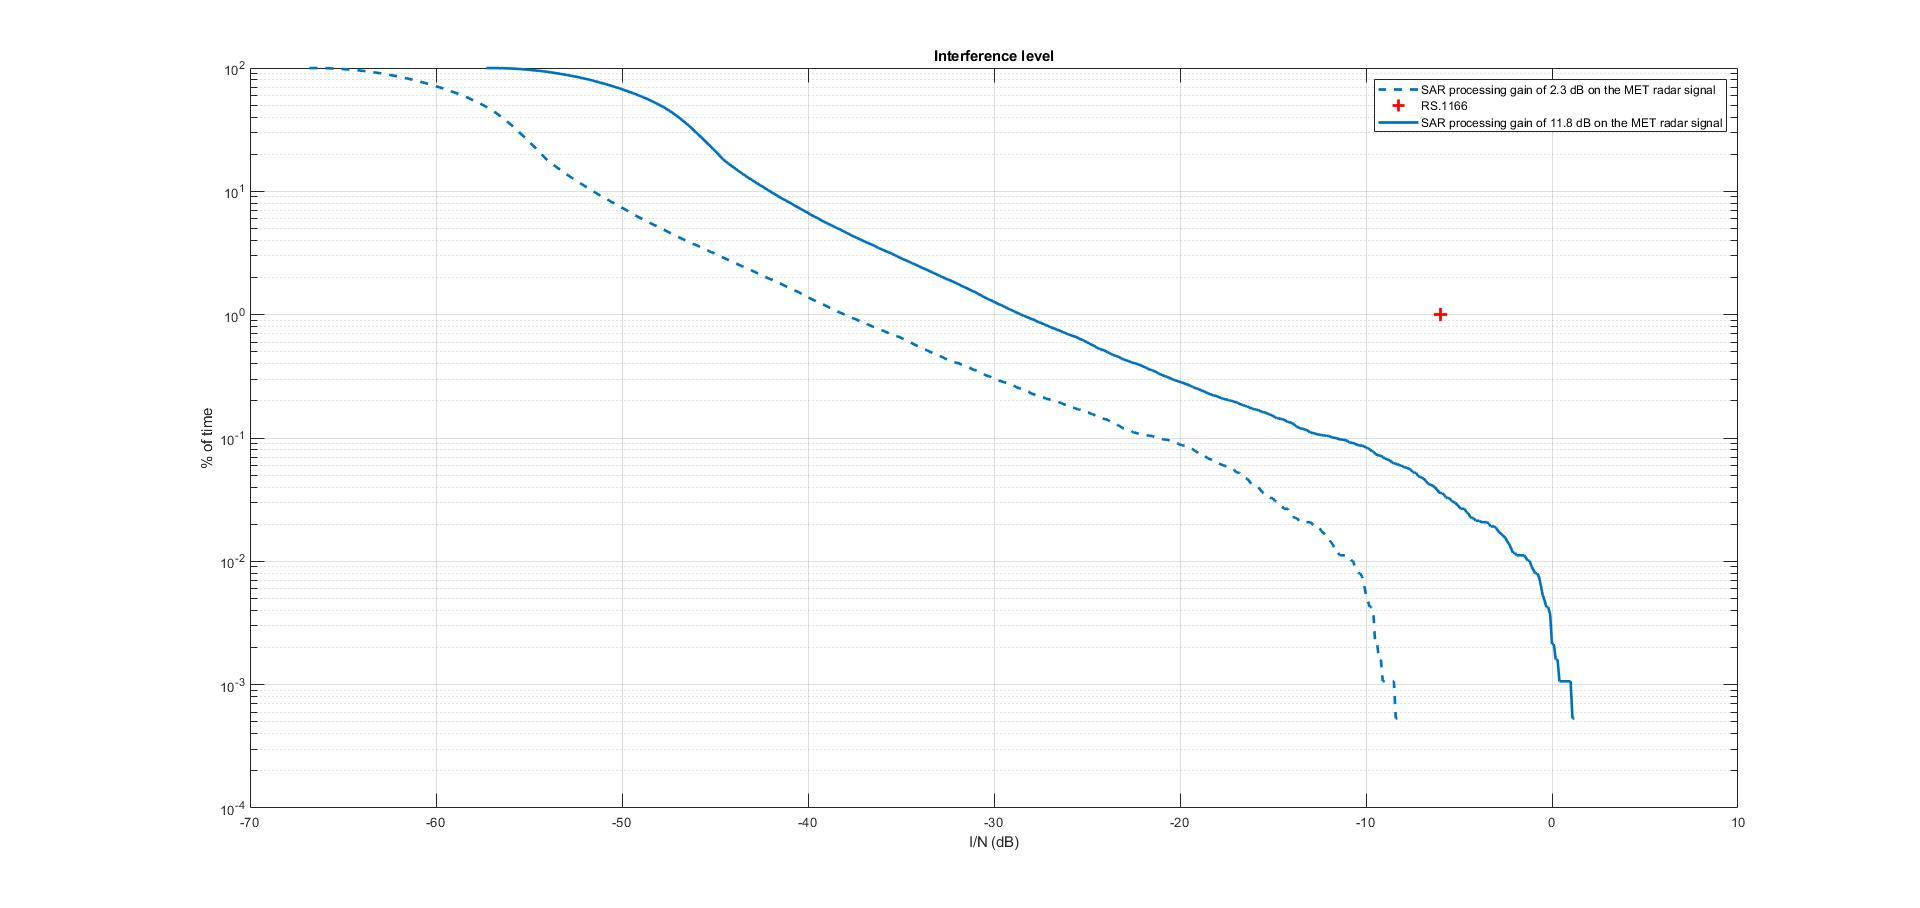 Interference level
SAR processing gain of 2.3 dB on the MET radar signal
RS.1166
SAR processing gain of 11.8 dB on the MET radar signal
% of time
10^2
10^1
10^0
10^-1
10^-2
10^-3
10^-4
-70 -60 -50 -40 -30 -20 -10 0 10
I/N (dB)